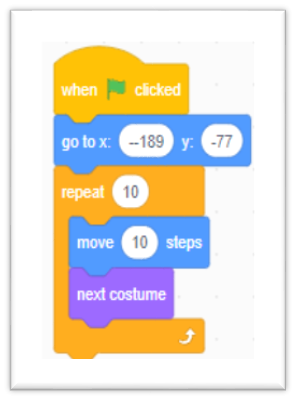 when clicked
go to x: --189 y: -77
repeat 10
move 10 steps
next costume